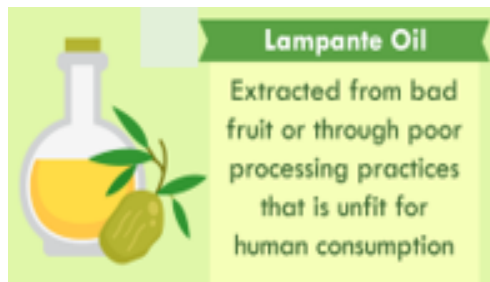 Lampante Oil
Extracted from bad
fruit or through poor
processing practices
that is unfit for
human consumption